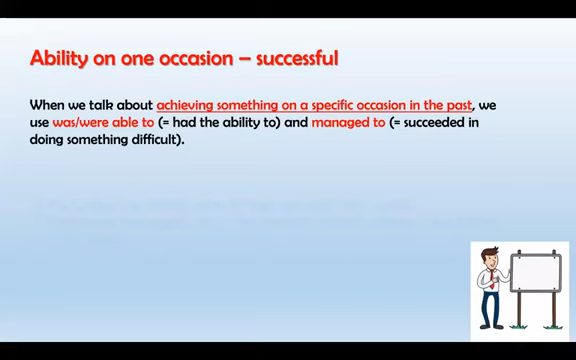 Ability on one occasion – successful
When we talk about achieving something on a specific occasion in the past, we
use was/were able to (= had the ability to) and managed to (= succeeded in
doing something difficult).